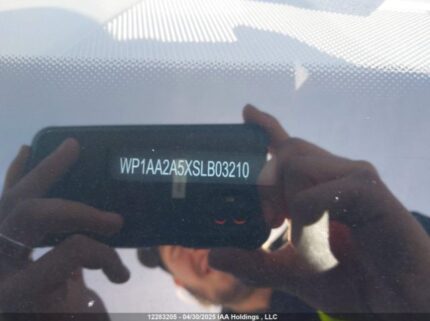 WP1AA2A5XSLB03210
12283205 - 04/30/2025 IAA Holdings , LLC